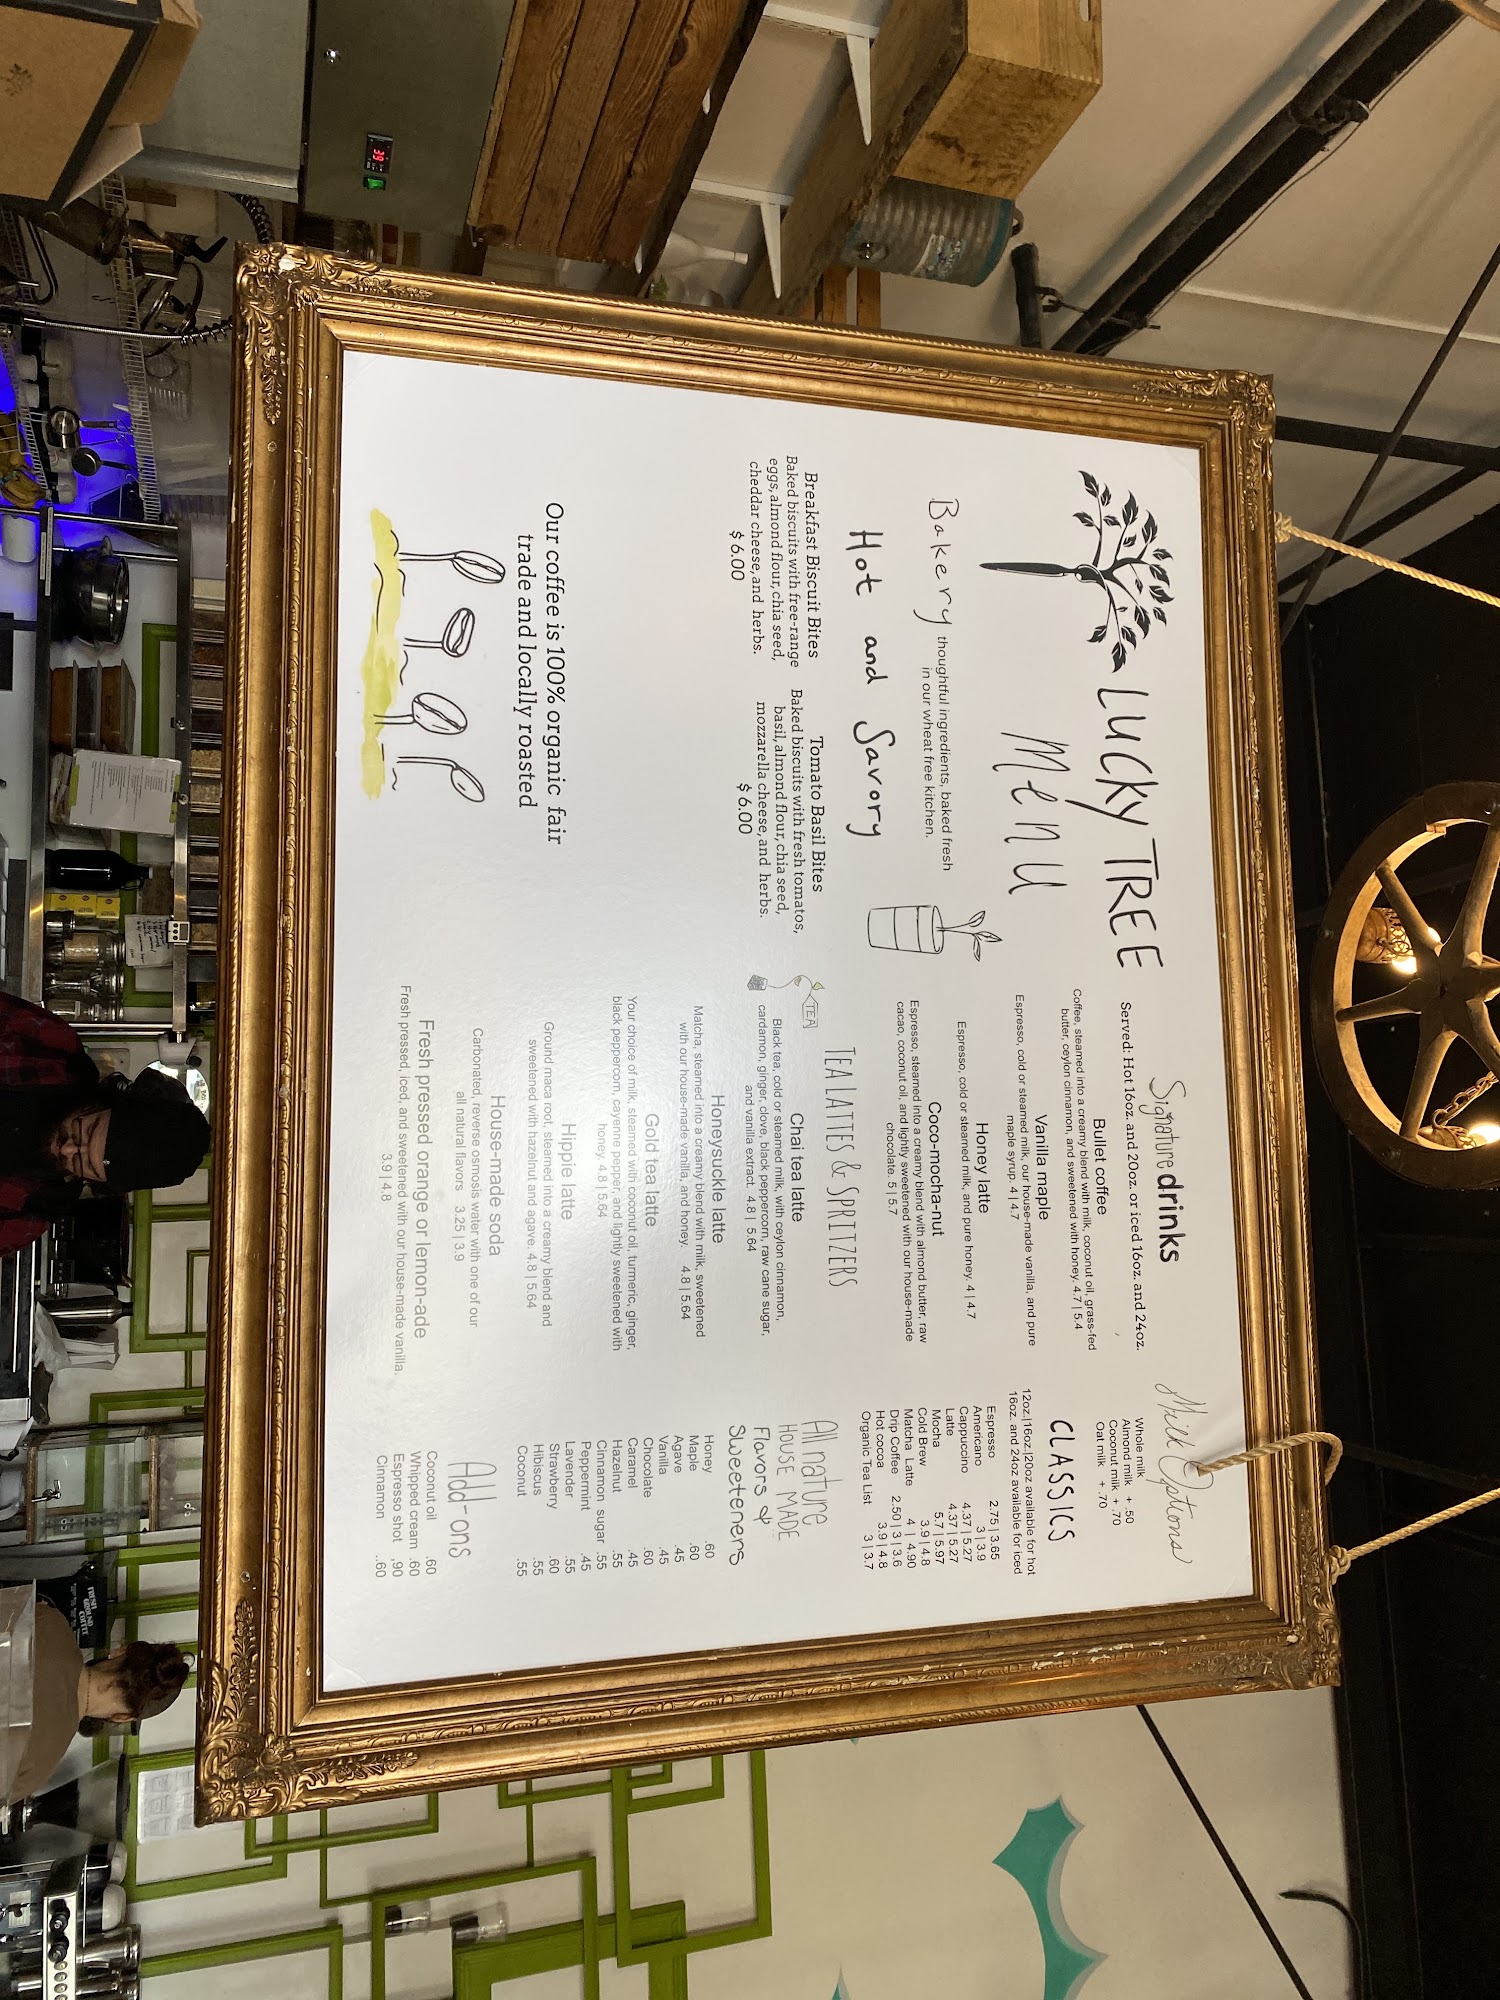 LUCKY TREE
Menu
Bakery thoughtful ingredients, baked fresh
in our wheat free kitchen.
Hot and Savory
Breakfast Biscuit Bites
Baked biscuits with free-range
eggs, almond flour, chia seed,
cheddar cheese, and herbs.
$ 6.00
Tomato Basil Bites
Baked biscuits with fresh tomatos,
basil, almond flour, chia seed,
mozzarella cheese, and herbs.
$ 6.00
Our coffee is 100% organic fair
trade and locally roasted
Signature drinks
Served: Hot 16oz. and 20oz. or iced 16oz. and 24oz.
Bullet coffee
Coffee, steamed into a creamy blend with milk, coconut oil, grass-fed
butter, ceylon cinnamon, and sweetened with honey. 4.7 | 5.4
Vanilla maple
Espresso, cold or steamed milk, our house-made vanilla, and pure
maple syrup. 4 | 4.7
Honey latte
Espresso, cold or steamed milk, and pure honey. 4 | 4.7
Coco-mocha-nut
Espresso, steamed into a creamy blend with almond butter, raw
cacao, coconut oil, and lightly sweetened with our house-made
chocolate 5 | 5.7
TEA LATTES & SPRITZERS
TEA
Chai tea latte
Black tea, cold or steamed milk, with ceylon cinnamon,
cardamon, ginger, clove, black peppercorn, raw cane sugar,
and vanilla extract. 4.8 | 5.64
Honeysuckle latte
Matcha, steamed into a creamy blend with milk, sweetened
with our house-made vanilla, and honey. 4.8 | 5.64
Gold tea latte
Your choice of milk, steamed with coconut oil, turmeric, ginger,
black peppercorn, cayenne pepper, and lightly sweetened with
honey. 4.8 | 5.64
Hippie latte
Ground maca root, steamed into a creamy blend and
sweetened with hazelnut and agave. 4.8 | 5.64
House-made soda
Carbonated, reverse osmosis water with one of our
all natural flavors 3.25 | 3.9
Fresh pressed orange or lemon-ade
Fresh pressed, iced, and sweetened with our house-made vanilla.
3.9 | 4.8
Milk Options
Whole milk
Almond milk + .50
Coconut milk + .70
Oat milk + .70
CLASSICS
12oz.|16oz.|20oz available for hot
16oz. and 24oz available for iced
Espresso 2.75 | 3.65
Americano 3 | 3.9
Cappuccino 4.37 | 5.27
Latte 4.37 | 5.27
Mocha 5.7 | 5.97
Cold Brew 3.9 | 4.8
Matcha Latte 4 | 4.90
Drip Coffee 2.50 | 3 | 3.6
Hot cocoa 3.9 | 4.8
Organic Tea List 3 | 3.7
All nature
HOUSE MADE
Flavors &
Sweeteners
Honey .60
Maple .60
Agave .45
Vanilla .45
Chocolate .60
Caramel .45
Hazelnut .55
Cinnamon sugar .55
Peppermint .45
Lavender .55
Strawberry .60
Hibiscus .55
Coconut .55
Add-ons
Coconut oil .60
Whipped cream .60
Espresso shot .90
Cinnamon .60
39
FRESH
GROUND
COFFEE